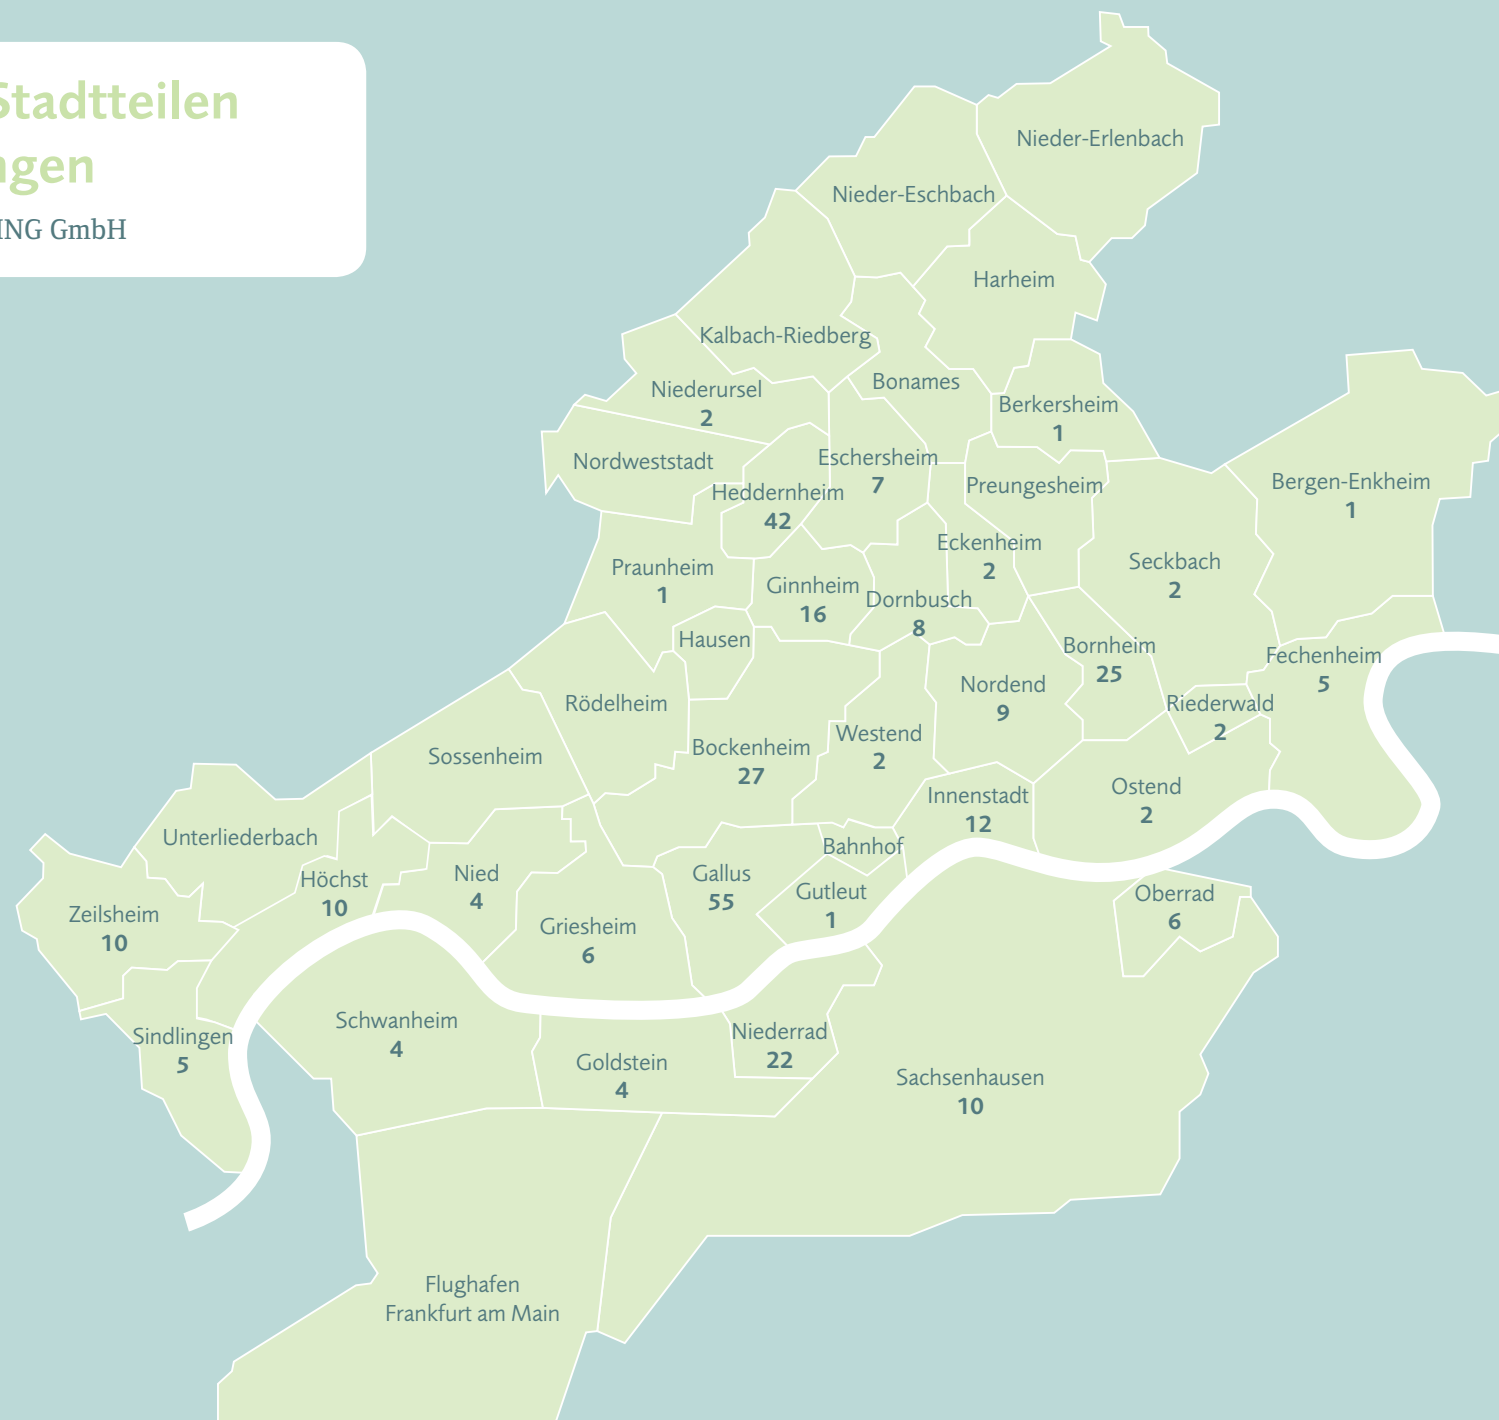 Stadtteilen
ngen
ING GmbH
Nieder-Erlenbach
Nieder-Eschbach
Harheim
Kalbach-Riedberg
Bonames
Niederursel
2
Berkersheim
1
Nordweststadt
Eschersheim
7
Heddernheim
42
Preungesheim
Bergen-Enkheim
1
Eckenheim
2
Seckbach
2
Praunheim
1
Ginnheim
16
Dornbusch
8
Hausen
Bornheim
25
Fechenheim
5
Rödelheim
Nordend
9
Riederwald
2
Westend
2
Bockenheim
27
Sossenheim
Ostend
2
Innenstadt
12
Unterliederbach
Bahnhof
Höchst
10
Nied
4
Gallus
55
Gutleut
1
Oberrad
6
Zeilsheim
10
Griesheim
6
Schwanheim
4
Sindlingen
5
Niederrad
22
Goldstein
4
Sachsenhausen
10
Flughafen
Frankfurt am Main